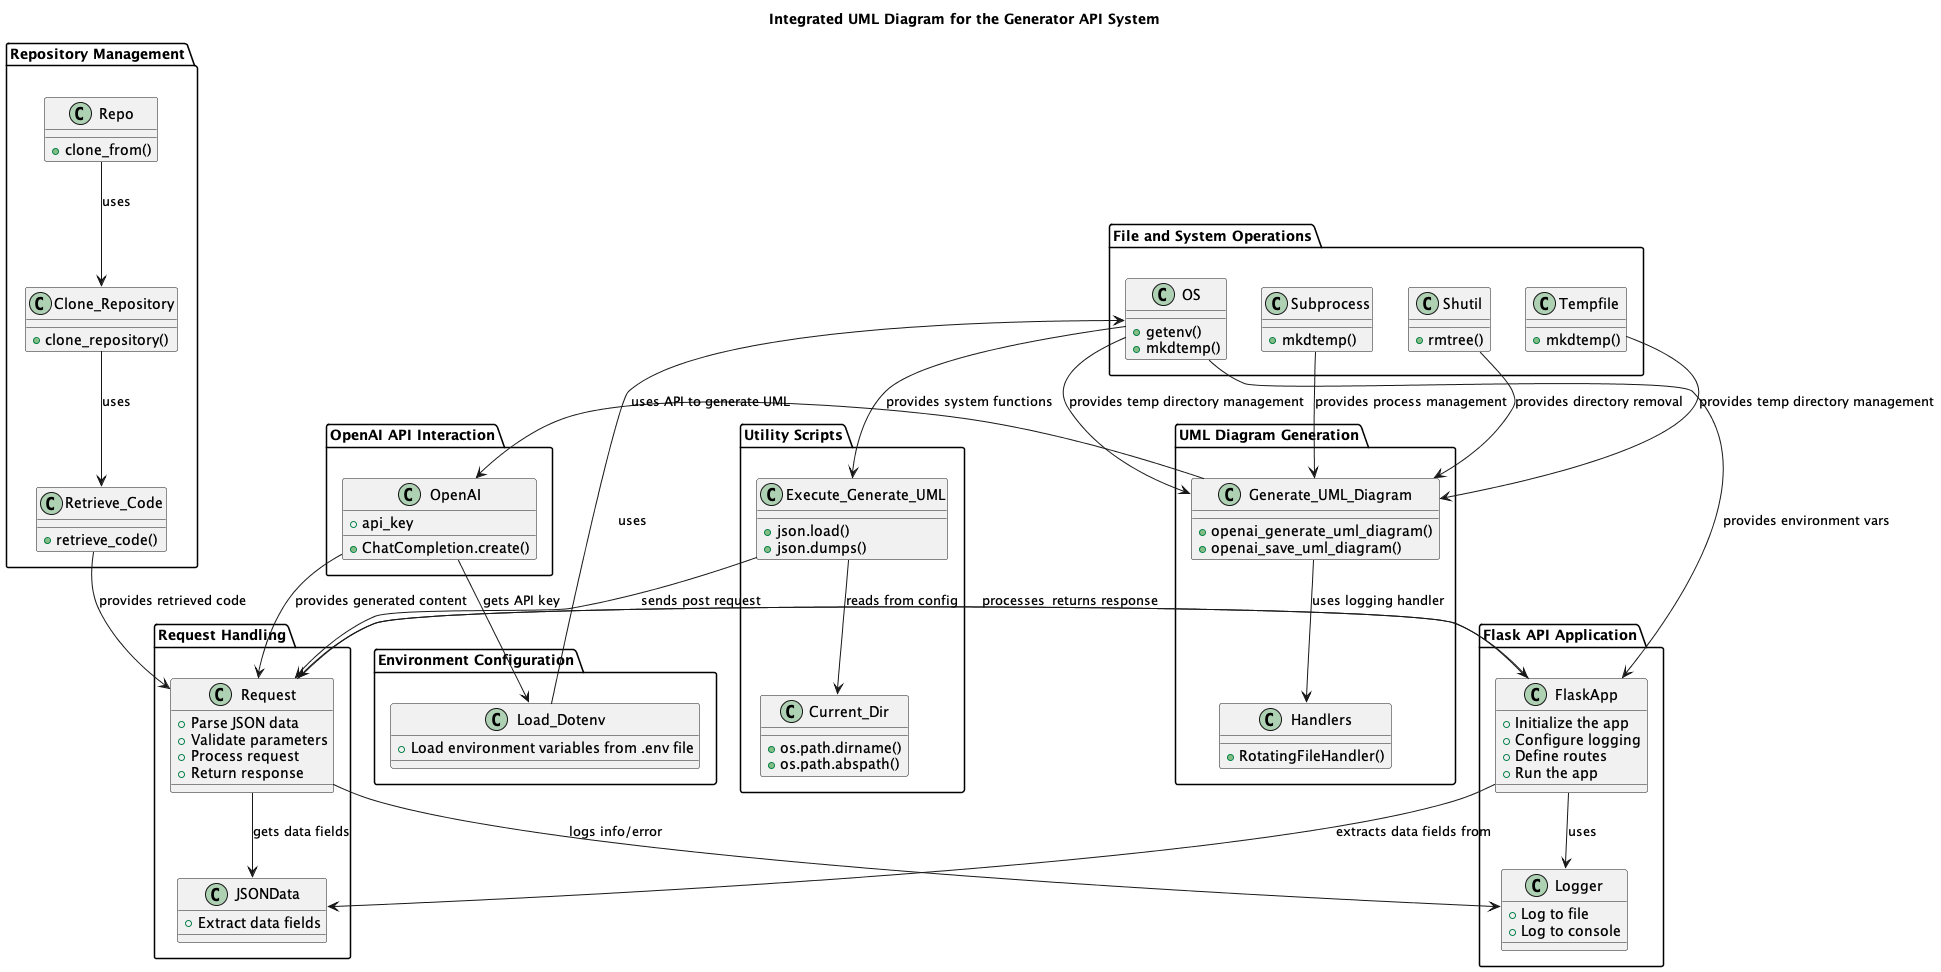 Integrated UML Diagram for the Generator API System
Repository Management
C Repo
clone_from()
uses
C Clone_Repository
clone_repository()
uses
C Retrieve_Code
retrieve_code()
provides retrieved code
File and System Operations
C OS
getenv()
mkdtemp()
C Subprocess
mkdtemp()
C Shutil
rmtree()
C Tempfile
mkdtemp()
uses API to generate UML
provides system functions
provides temp directory management
provides process management
provides directory removal
provides temp directory management
OpenAI API Interaction
C OpenAI
api_key
ChatCompletion.create()
uses
Utility Scripts
C Execute_Generate_UML
json.load()
json.dumps()
UML Diagram Generation
C Generate_UML_Diagram
openai_generate_uml_diagram()
openai_save_uml_diagram()
provides environment vars
provides generated content
gets API key
sends post request
reads from config
processes  returns response
uses logging handler
Request Handling
C Request
Parse JSON data
Validate parameters
Process request
Return response
Environment Configuration
C Load_Dotenv
Load environment variables from .env file
C Current_Dir
os.path.dirname()
os.path.abspath()
C Handlers
RotatingFileHandler()
Flask API Application
C FlaskApp
Initialize the app
Configure logging
Define routes
Run the app
gets data fields
logs info/error
extracts data fields from
uses
C JSONData
Extract data fields
C Logger
Log to file
Log to console